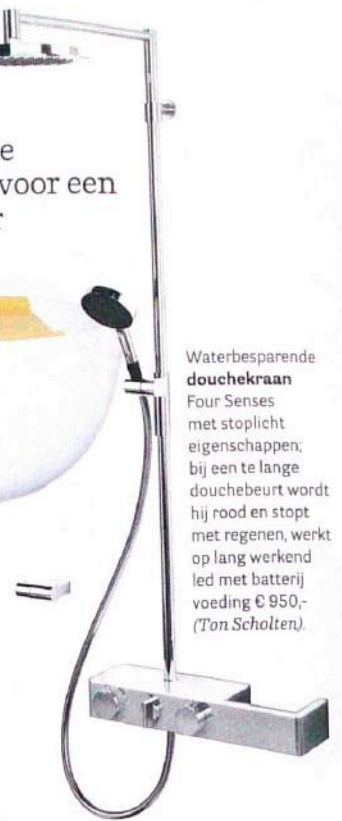 e
voor een
r
Waterbesparende
douchekraan
Four Senses
met stoplicht
eigenschappen;
bij een te lange
douchebeurt wordt
hij rood en stopt
met regenen, werkt
op lang werkend
led met batterij
voeding € 950,-
(Ton Scholten).